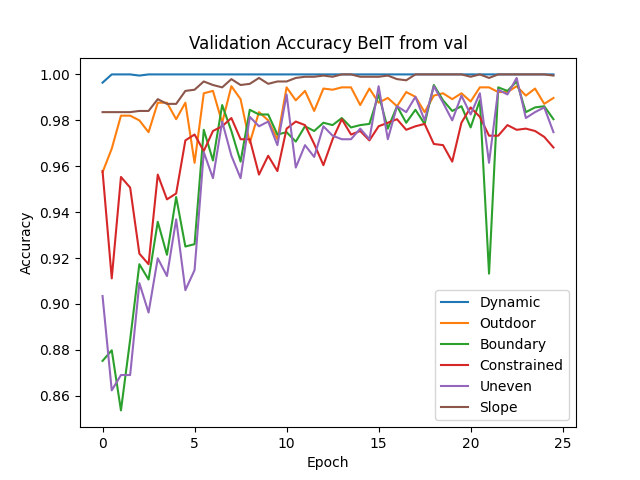 Validation Accuracy BeIT from val
1.00
0.98
0.96
0.94
0.92
0.90
0.88
0.86
Accuracy
0
5
10
15
20
25
Epoch
Dynamic
Outdoor
Boundary
Constrained
Uneven
Slope